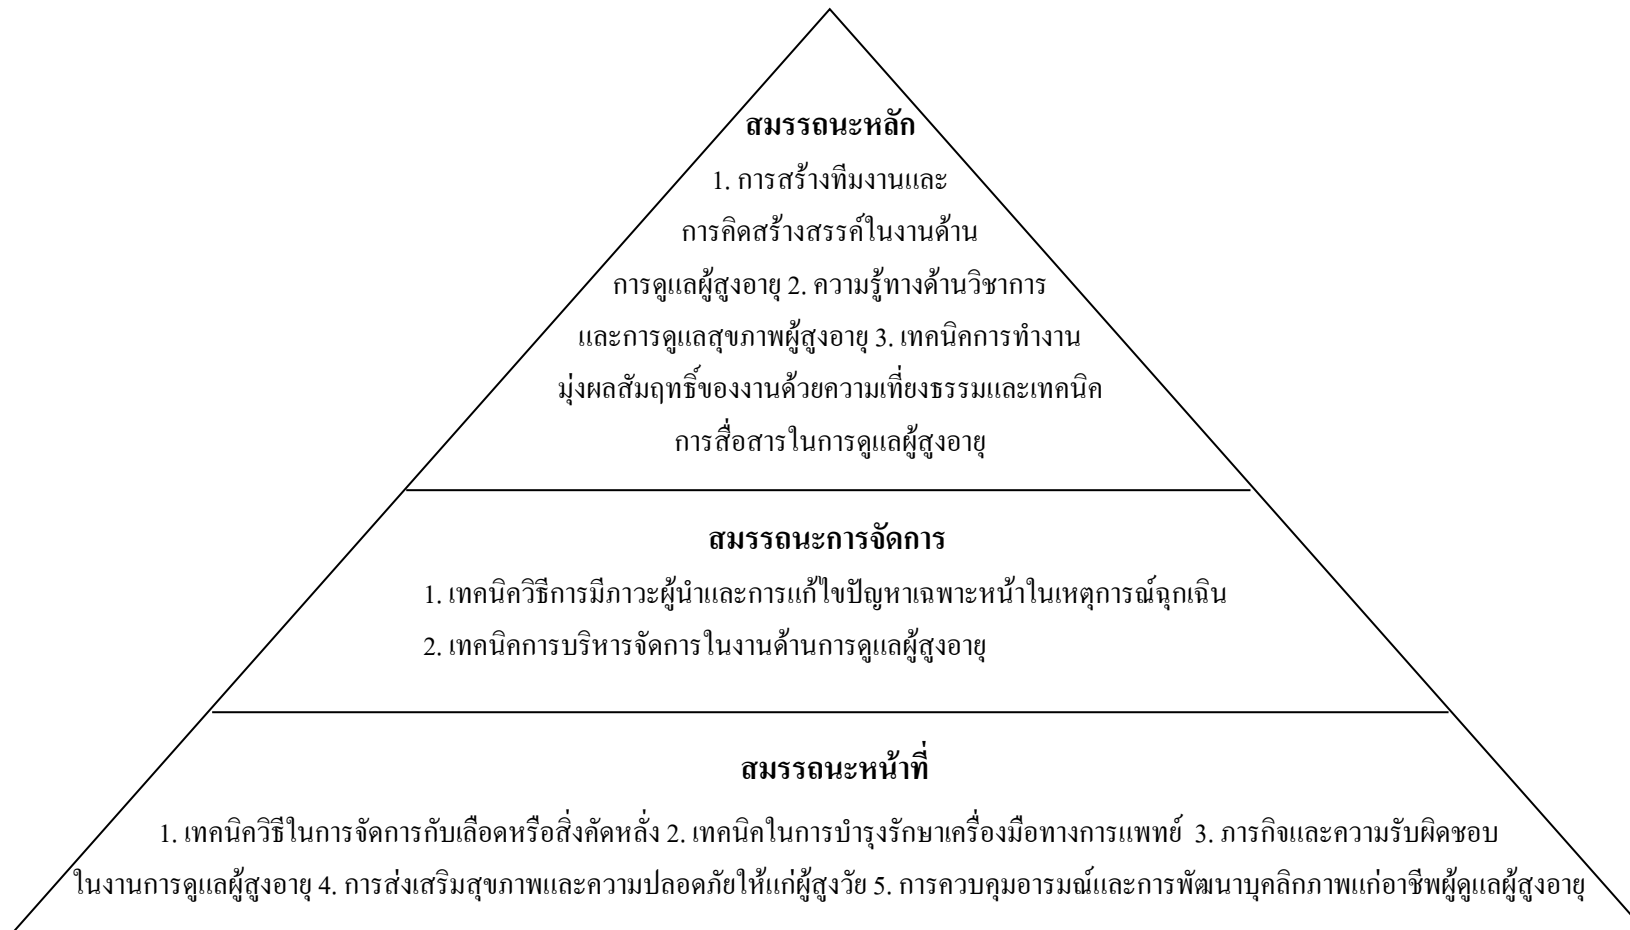 สมรรถนะหลัก
1. การสร้างทีมงานและ
การคิดสร้างสรรค์ในงานด้าน
การดูแลผู้สูงอายุ 2. ความรู้ทางด้านวิชาการ
และการดูแลสุขภาพผู้สูงอายุ 3. เทคนิคการทำงาน
มุ่งผลสัมฤทธิ์ของงานด้วยความเที่ยงธรรมและเทคนิค
การสื่อสารในการดูแลผู้สูงอายุ
สมรรถนะการจัดการ
1. เทคนิควิธีการมีภาวะผู้นำและการแก้ไขปัญหาเฉพาะหน้าในเหตุการณ์ฉุกเฉิน
2. เทคนิคการบริหารจัดการในงานด้านการดูแลผู้สูงอายุ
สมรรถนะหน้าที่
1. เทคนิควิธีในการจัดการกับเลือดหรือสิ่งคัดหลั่ง 2. เทคนิคในการบำรุงรักษาเครื่องมือทางการแพทย์ 3. ภารกิจและความรับผิดชอบ
ในงานการดูแลผู้สูงอายุ 4. การส่งเสริมสุขภาพและความปลอดภัยให้แก่ผู้สูงวัย 5. การควบคุมอารมณ์และการพัฒนาบุคลิกภาพแก่อาชีพผู้ดูแลผู้สูงอายุ